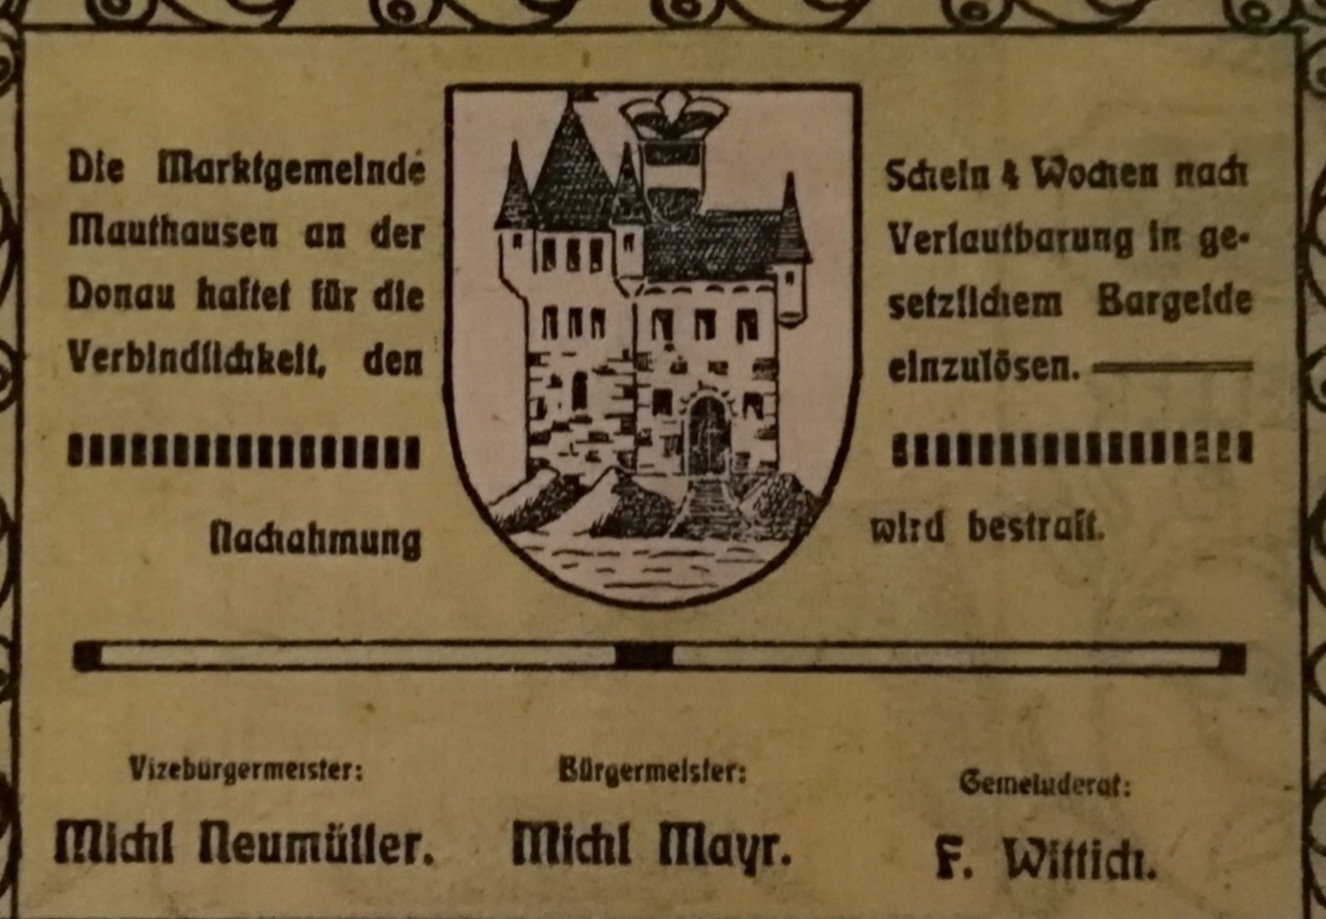 Die Marktgemeinde
Mauthausen an der
Donau haftet für die
Verbindlichkeit, den
Schein 4 Wochen nach
Verlautbarung in ge-
setzlichem Bargelde
einzulösen.
Nachahmung
wird bestraft.
Vizebürgermeister:
Michl Neumüller.
Bürgermeister:
Michl Mayr.
Gemeinderat:
F. Wittich.